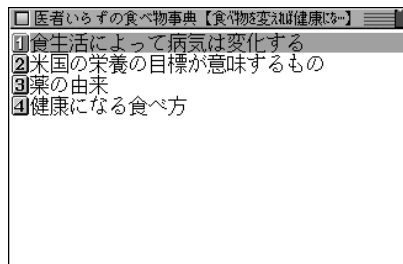 医者いらずの食べ物事典【食べ物を変えれば健康にな…】
1食生活によって病気は変化する
2米国の栄養の目標が意味するもの
3薬の由来
4健康になる食べ方